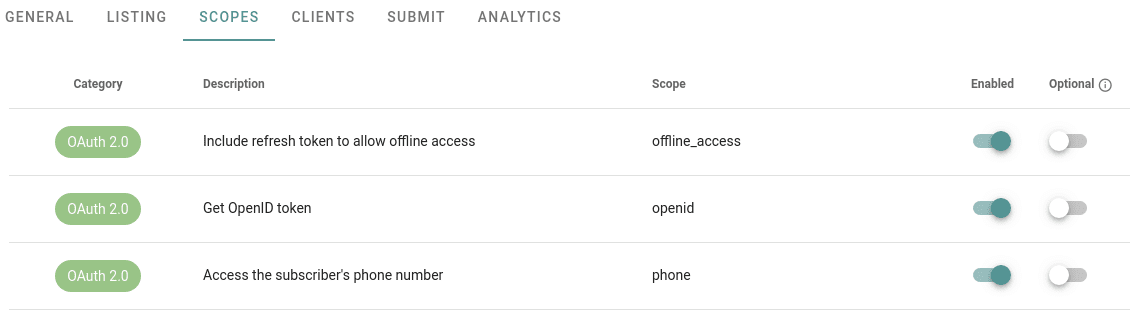 GENERAL LISTING SCOPES CLIENTS SUBMIT ANALYTICS
Category Description Scope Enabled Optional
OAuth 2.0 Include refresh token to allow offline access offline_access
OAuth 2.0 Get OpenID token openid
OAuth 2.0 Access the subscriber's phone number phone